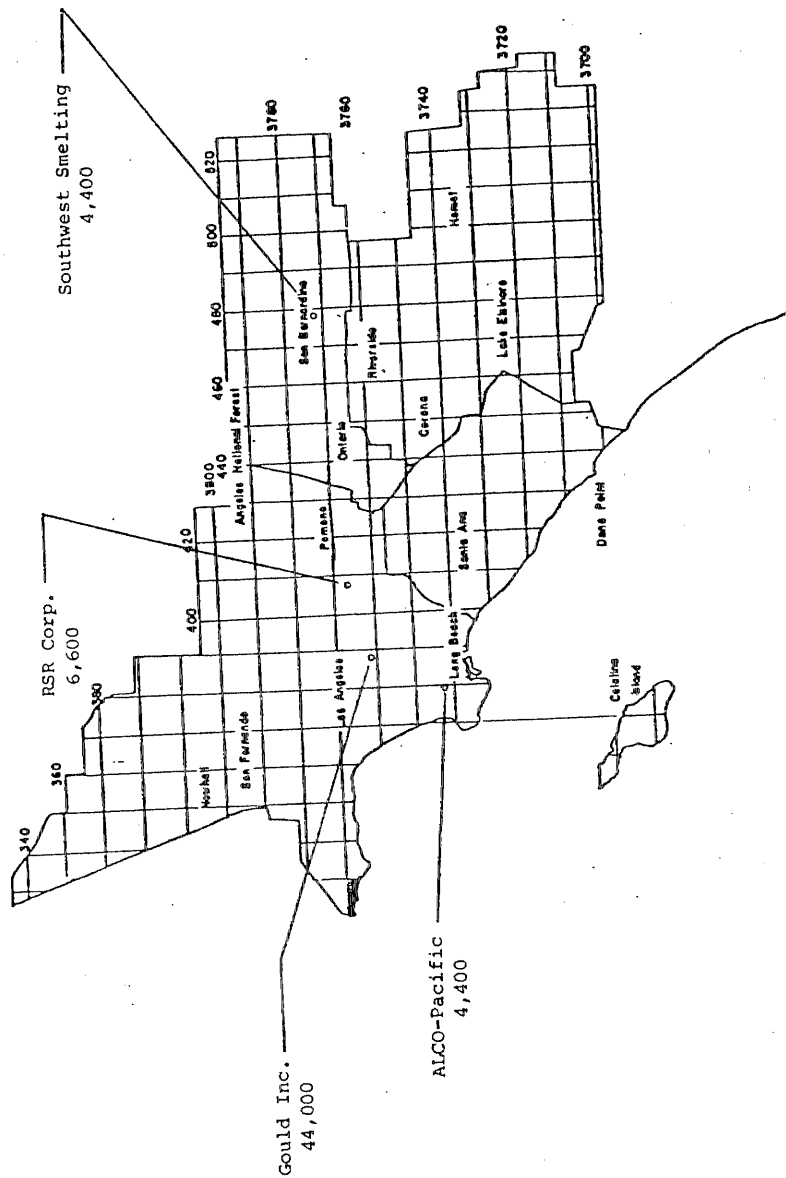 Southwest Smelting
4,400
RSR Corp.
6,600
Gould Inc.
44,000
ALCO-Pacific
4,400
340
360
380
400
420
3800
440
460
480
500
520
3780
3760
3740
3720
3700
Newhall
San Fernando
Los Angeles
Long Beach
Catalina
Island
Pomona
Angeles National Forest
Ontario
Santa Ana
Dana Point
Corona
Riverside
San Bernardino
Lake Elsinore
Hemet